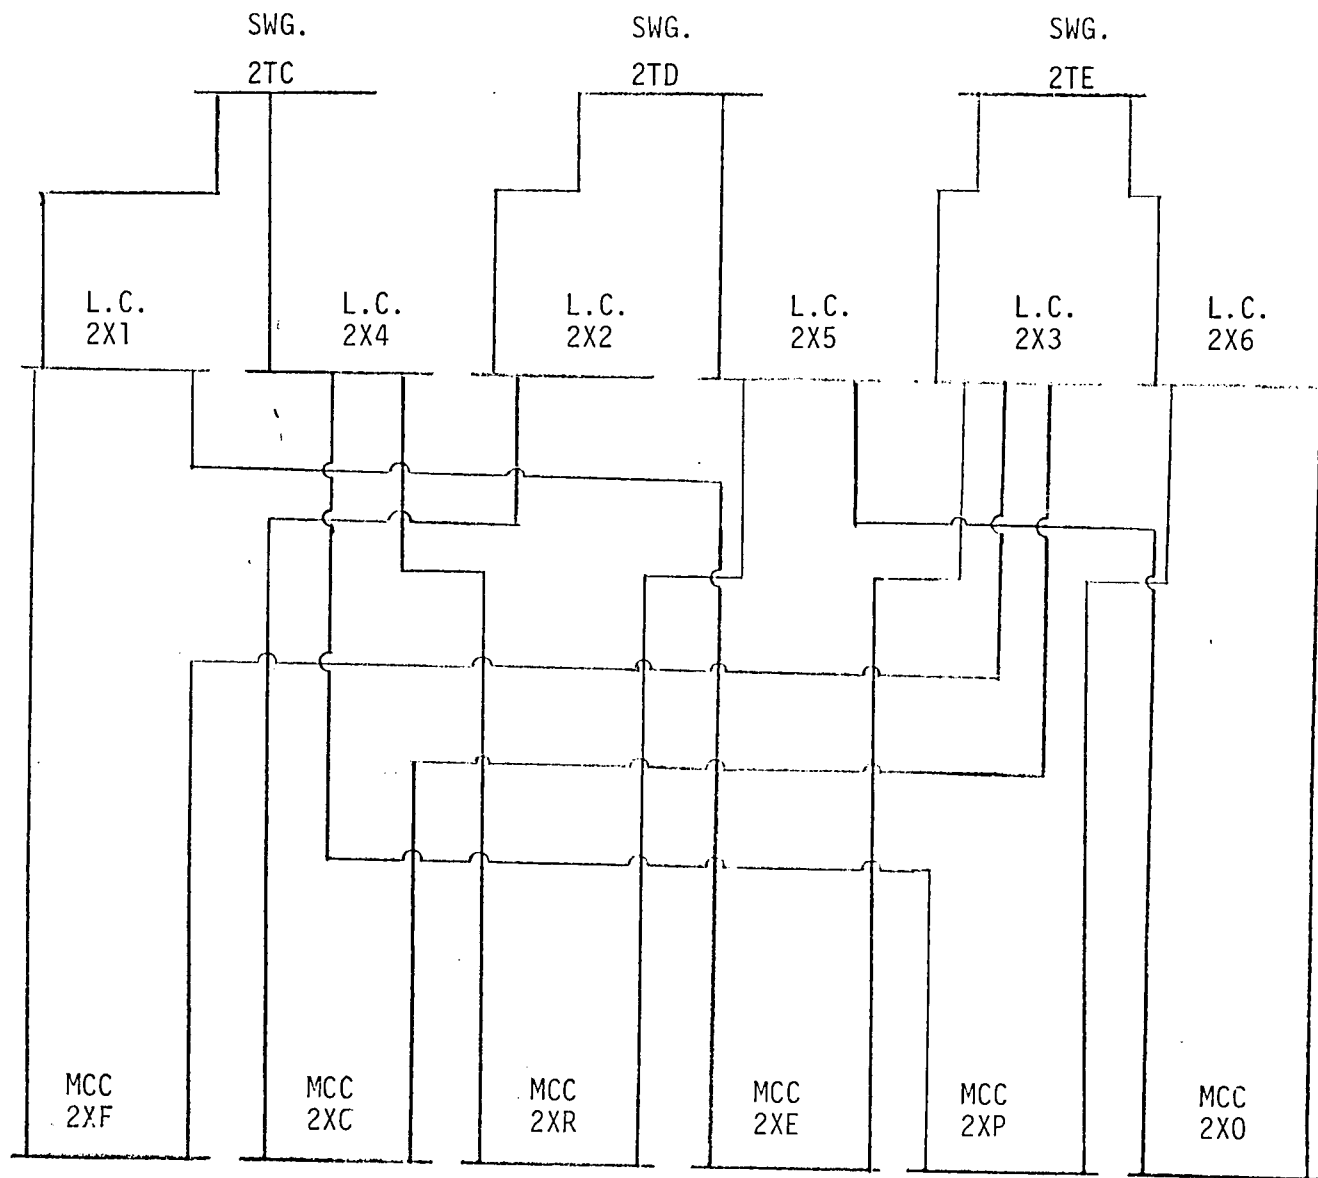 SWG.
2TC
SWG.
2TD
SWG.
2TE
L.C.
2X1
L.C.
2X4
L.C.
2X2
L.C.
2X5
L.C.
2X3
L.C.
2X6
MCC
2XF
MCC
2XC
MCC
2XR
MCC
2XE
MCC
2XP
MCC
2XO